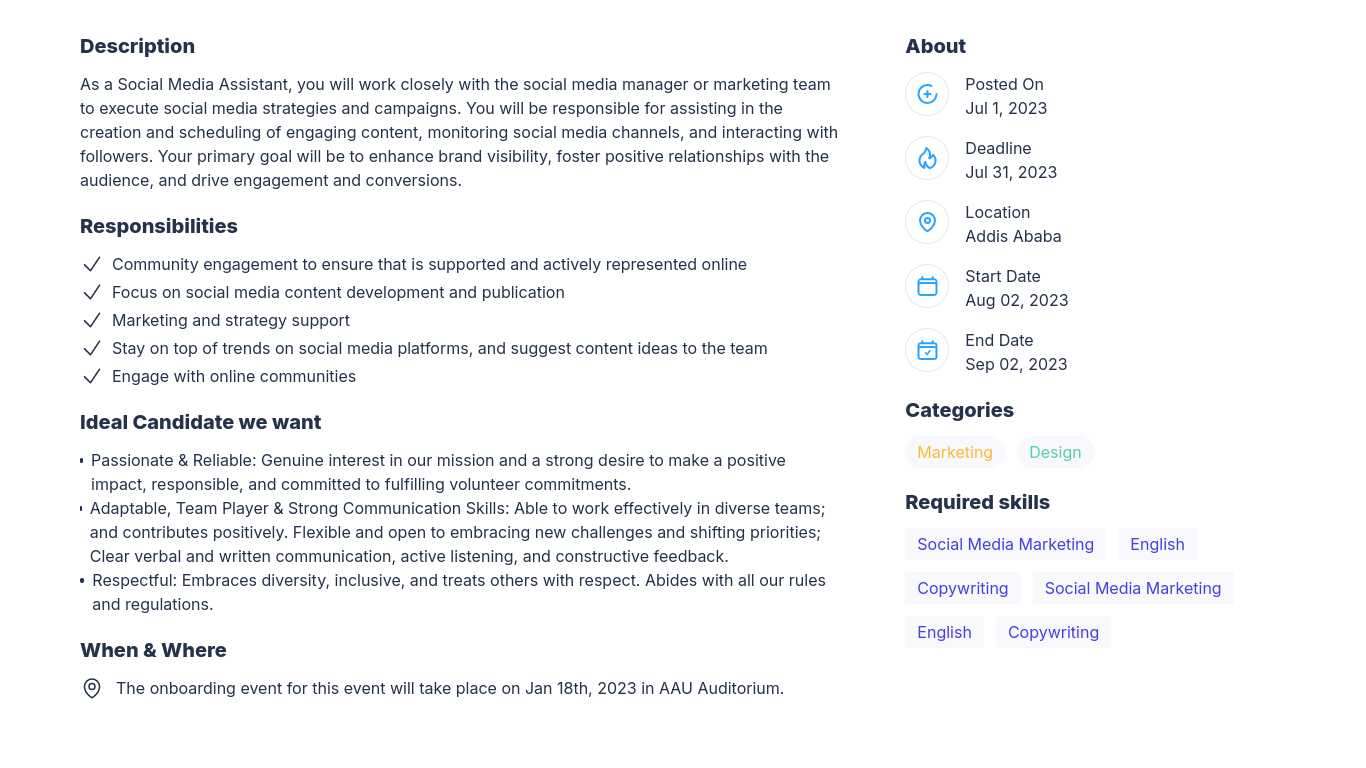 Description
As a Social Media Assistant, you will work closely with the social media manager or marketing team
to execute social media strategies and campaigns. You will be responsible for assisting in the
creation and scheduling of engaging content, monitoring social media channels, and interacting with
followers. Your primary goal will be to enhance brand visibility, foster positive relationships with the
audience, and drive engagement and conversions.
Responsibilities
Community engagement to ensure that is supported and actively represented online
Focus on social media content development and publication
Marketing and strategy support
Stay on top of trends on social media platforms, and suggest content ideas to the team
Engage with online communities
Ideal Candidate we want
• Passionate & Reliable: Genuine interest in our mission and a strong desire to make a positive
impact, responsible, and committed to fulfilling volunteer commitments.
• Adaptable, Team Player & Strong Communication Skills: Able to work effectively in diverse teams;
and contributes positively. Flexible and open to embracing new challenges and shifting priorities;
Clear verbal and written communication, active listening, and constructive feedback.
• Respectful: Embraces diversity, inclusive, and treats others with respect. Abides with all our rules
and regulations.
When & Where
The onboarding event for this event will take place on Jan 18th, 2023 in AAU Auditorium.
About
Posted On
Jul 1, 2023
Deadline
Jul 31, 2023
Location
Addis Ababa
Start Date
Aug 02, 2023
End Date
Sep 02, 2023
Categories
Marketing Design
Required skills
Social Media Marketing English
Copywriting Social Media Marketing
English Copywriting